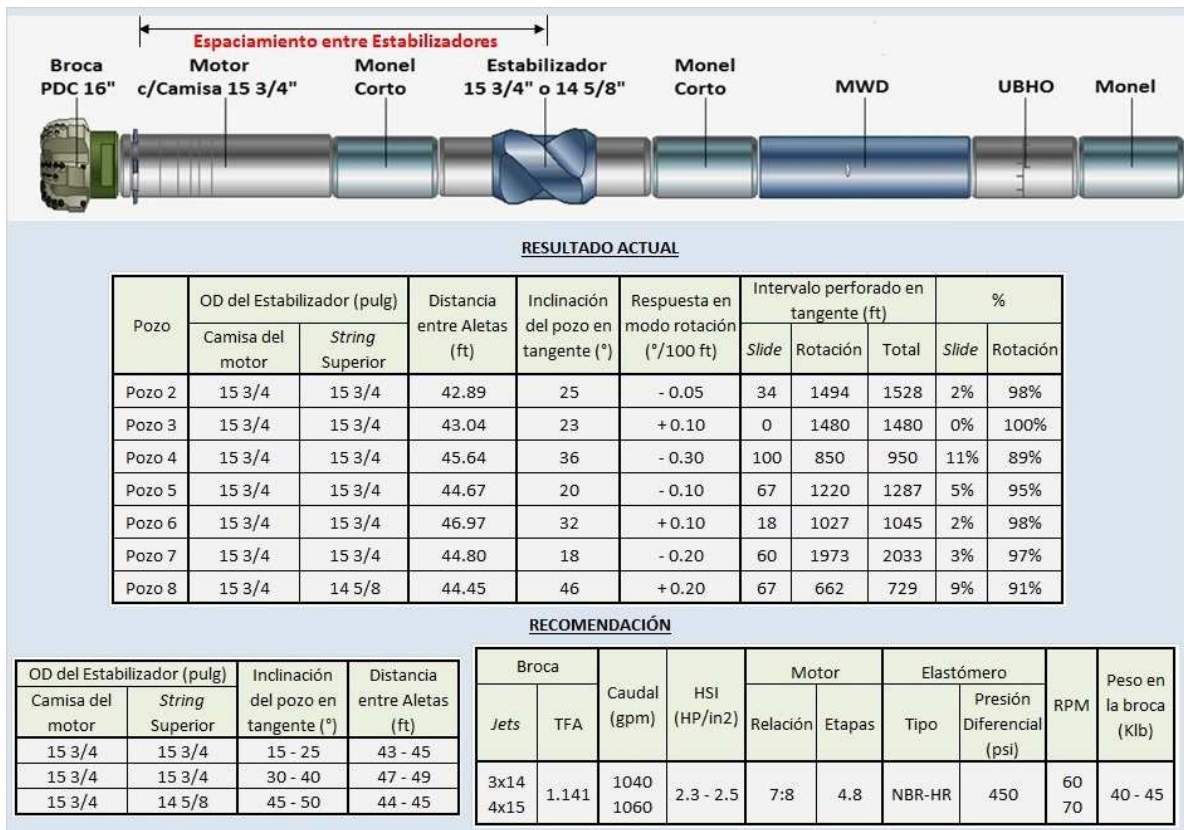 Espaciamiento entre Estabilizadores
Broca PDC 16"
Motor c/Camisa 15 3/4"
Monel Corto
Estabilizador 15 3/4" o 14 5/8"
Monel Corto
MWD
UBHO
Monel
RESULTADO ACTUAL
Pozo | OD del Estabilizador (pulg) | Distancia entre Aletas (ft) | Inclinación del pozo en tangente (°) | Respuesta en modo rotación (°/100 ft) | Intervalo perforado en tangente (ft) | %
Camisa del motor | String Superior | Slide | Rotación | Total | Slide | Rotación
Pozo 2 | 15 3/4 | 15 3/4 | 42.89 | 25 | - 0.05 | 34 | 1494 | 1528 | 2% | 98%
Pozo 3 | 15 3/4 | 15 3/4 | 43.04 | 23 | + 0.10 | 0 | 1480 | 1480 | 0% | 100%
Pozo 4 | 15 3/4 | 15 3/4 | 45.64 | 36 | - 0.30 | 100 | 850 | 950 | 11% | 89%
Pozo 5 | 15 3/4 | 15 3/4 | 44.67 | 20 | - 0.10 | 67 | 1220 | 1287 | 5% | 95%
Pozo 6 | 15 3/4 | 15 3/4 | 46.97 | 32 | + 0.10 | 18 | 1027 | 1045 | 2% | 98%
Pozo 7 | 15 3/4 | 15 3/4 | 44.80 | 18 | - 0.20 | 60 | 1973 | 2033 | 3% | 97%
Pozo 8 | 15 3/4 | 14 5/8 | 44.45 | 46 | + 0.20 | 67 | 662 | 729 | 9% | 91%
RECOMENDACIÓN
OD del Estabilizador (pulg) | Inclinación del pozo en tangente (°) | Distancia entre Aletas (ft)
Camisa del motor | String Superior
15 3/4 | 15 3/4 | 15 - 25 | 43 - 45
15 3/4 | 15 3/4 | 30 - 40 | 47 - 49
15 3/4 | 14 5/8 | 45 - 50 | 44 - 45
Broca | Caudal (gpm) | HSI (HP/in2) | Motor | Elastómero | RPM | Peso en la broca (Klb)
Jets | TFA | Relación | Etapas | Tipo | Presión Diferencial (psi)
3x14 4x15 | 1.141 | 1040 1060 | 2.3 - 2.5 | 7:8 | 4.8 | NBR-HR | 450 | 60 70 | 40 - 45